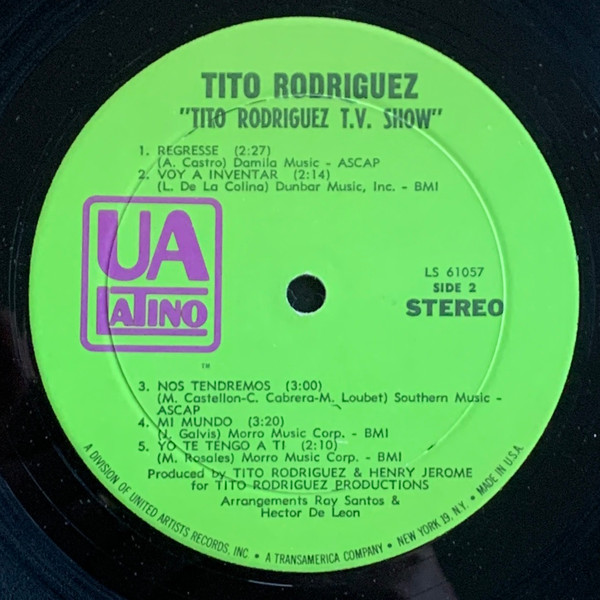 TITO RODRIGUEZ
"TITO RODRIGUEZ T.V. SHOW"
1. REGRESSE (2:27)
(A. Castro) Damila Music - ASCAP
2. VOY A INVENTAR (2:14)
(L. De La Colina) Dunbar Music, Inc. - BMI
UA
LATINO
TM
LS 61057
SIDE 2
STEREO
3. NOS TENDREMOS (3:00)
(M. Castellon-C. Cabrera-M. Loubet) Southern Music -
ASCAP
4. MI MUNDO (3:20)
(N. Galvis) Morro Music Corp. - BMI
5. YO TE TENGO A TI (2:10)
(M. Rosales) Morro Music Corp. - BMI
Produced by TITO RODRIGUEZ & HENRY JEROME
for TITO RODRIGUEZ PRODUCTIONS
Arrangements Ray Santos &
Hector De Leon
A DIVISION OF UNITED ARTISTS RECORDS, INC • A TRANSAMERICA COMPANY • NEW YORK 19, N.Y. • MADE IN U.S.A.